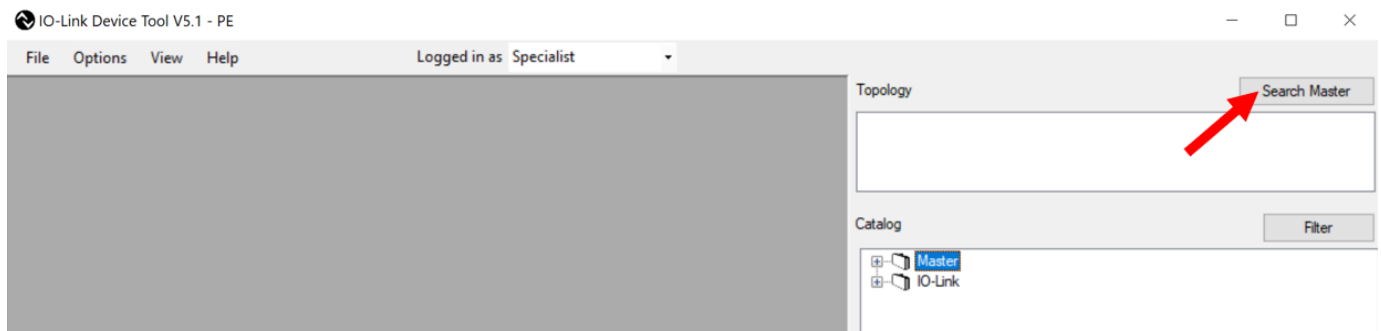 IO-Link Device Tool V5.1 - PE
File Options View Help Logged in as Specialist
Topology Search Master
Catalog Filter
Master
IO-Link